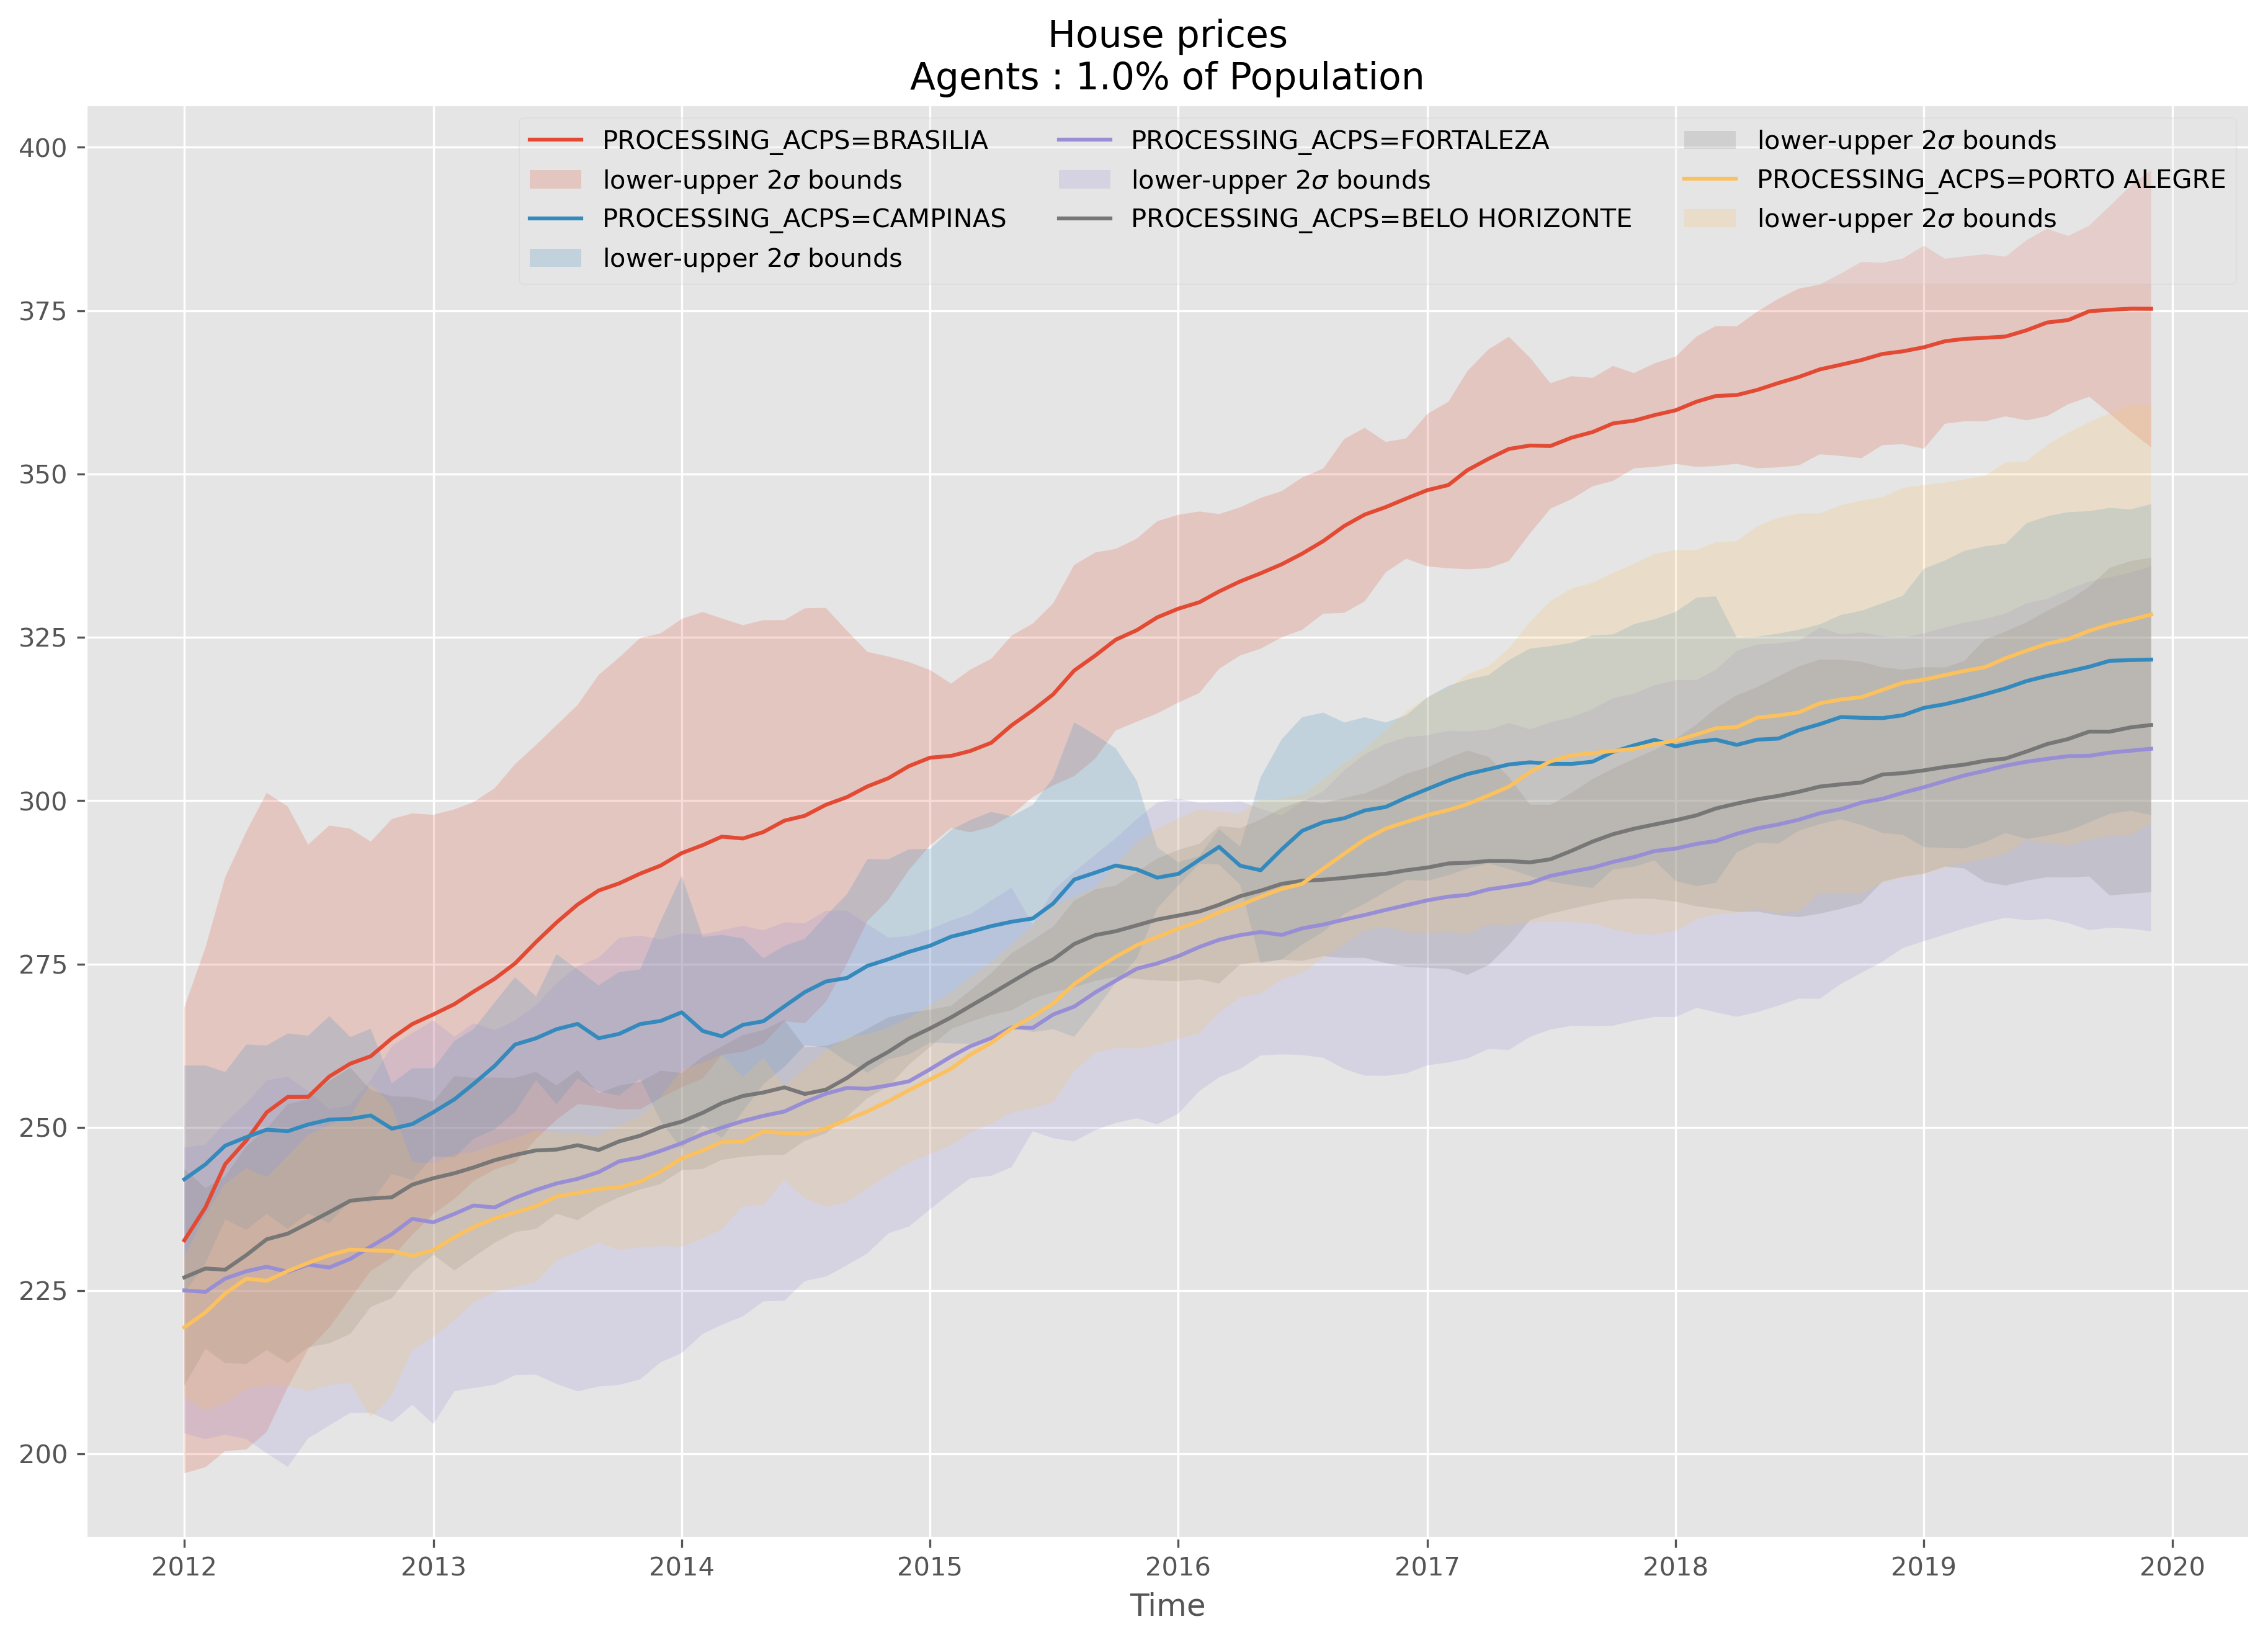 House prices
Agents : 1.0% of Population
PROCESSING_ACPS=BRASILIA
lower-upper 2σ bounds
PROCESSING_ACPS=CAMPINAS
lower-upper 2σ bounds
PROCESSING_ACPS=FORTALEZA
lower-upper 2σ bounds
PROCESSING_ACPS=BELO HORIZONTE
lower-upper 2σ bounds
PROCESSING_ACPS=PORTO ALEGRE
lower-upper 2σ bounds
400
375
350
325
300
275
250
225
200
2012 2013 2014 2015 2016 2017 2018 2019 2020
Time